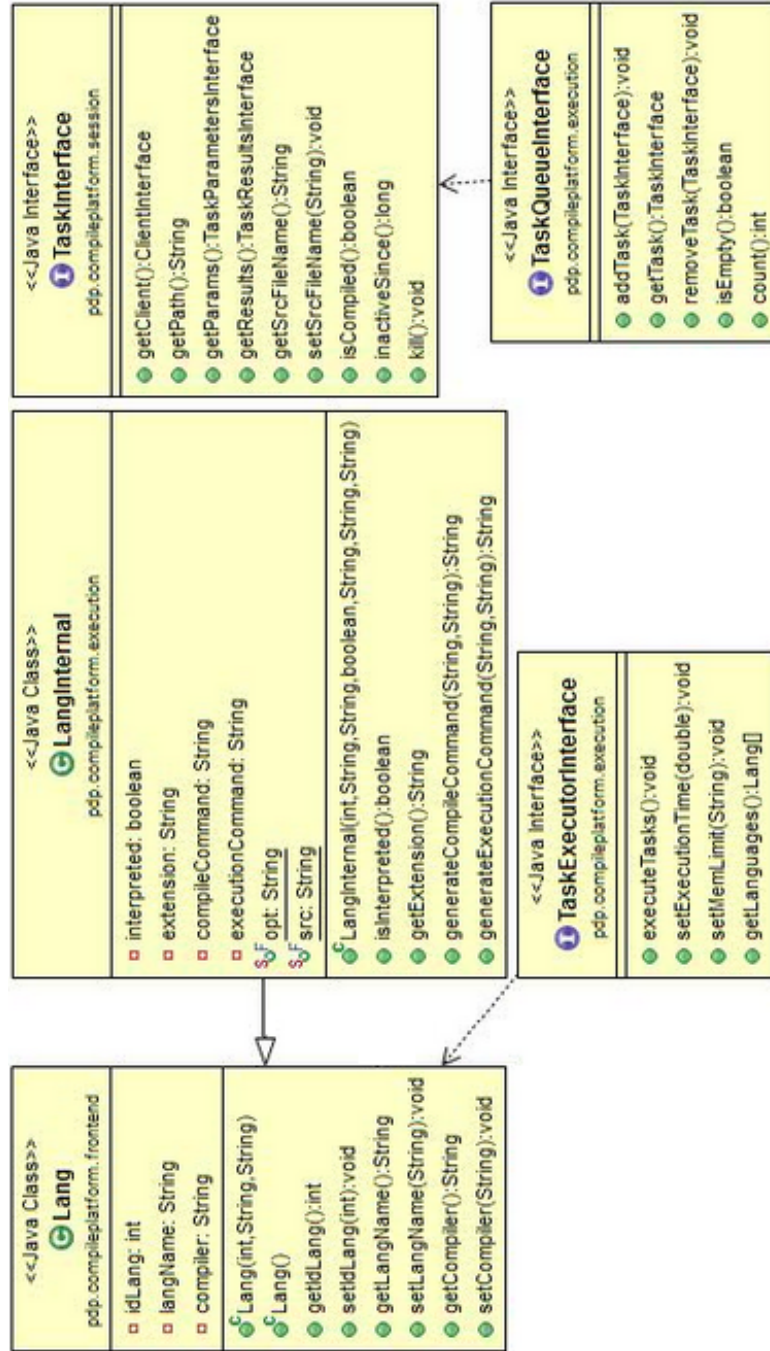 <<Java Class>>
G Lang
pdp.compileplatform.frontend
idLang: int
langName: String
compiler: String
C Lang(int,String,String)
C Lang()
getIdLang():int
setIdLang(int):void
getLangName():String
setLangName(String):void
getCompiler():String
setCompiler(String):void
<<Java Class>>
G LangInternal
pdp.compileplatform.execution
interpreted: boolean
extension: String
compileCommand: String
executionCommand: String
S F opt: String
S F src: String
C LangInternal(int,String,String,boolean,String,String,String)
isInterpreted():boolean
getExtension():String
generateCompileCommand(String,String):String
generateExecutionCommand(String,String):String
<<Java Interface>>
I TaskInterface
pdp.compileplatform.session
getClient():ClientInterface
getPath():String
getParams():TaskParametersInterface
getResults():TaskResultsInterface
getSrcFileName():String
setSrcFileName(String):void
isCompiled():boolean
inactiveSince():long
kill():void
<<Java Interface>>
I TaskExecutorInterface
pdp.compileplatform.execution
executeTasks():void
setExecutionTime(double):void
setMemLimit(String):void
getLanguages():Lang[]
<<Java Interface>>
I TaskQueueInterface
pdp.compileplatform.execution
addTask(TaskInterface):void
getTask():TaskInterface
removeTask(TaskInterface):void
isEmpty():boolean
count():int